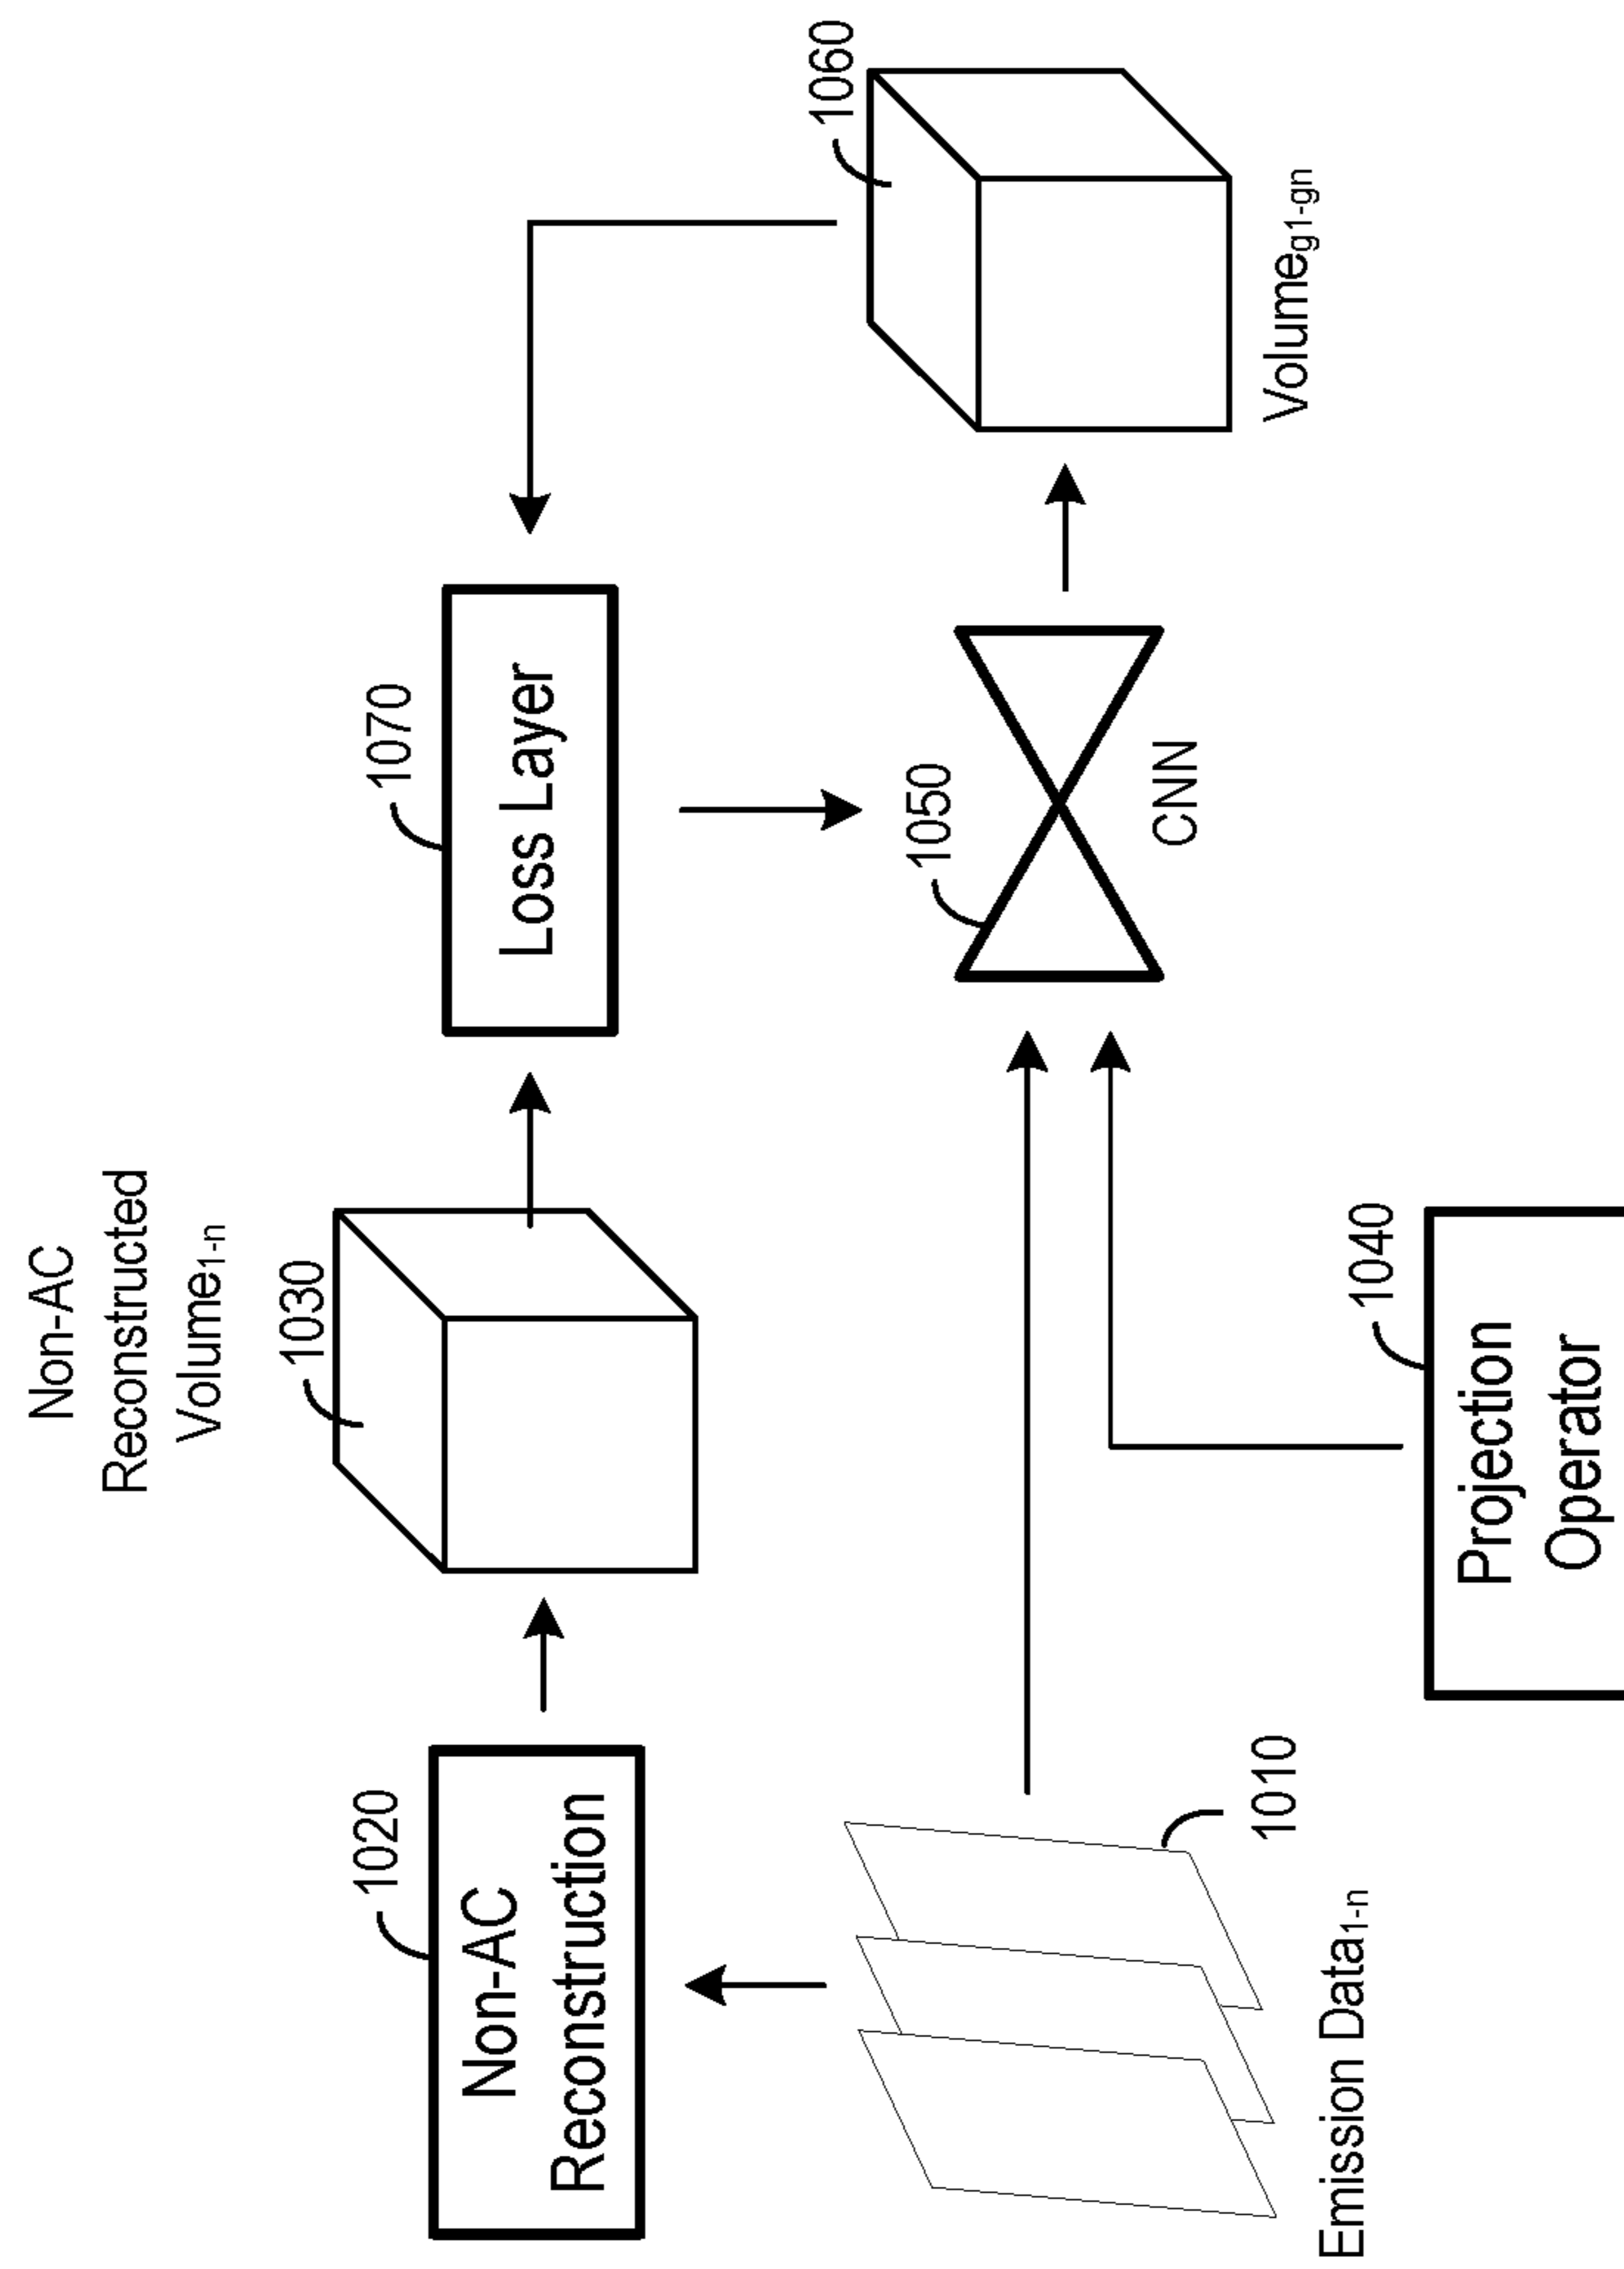 Non-AC
Reconstructed
Volume1-n
1020
Non-AC
Reconstruction
1030
1070
Loss Layer
1060
1050
CNN
Volumeg1-gn
1010
Emission Data1-n
1040
Projection
Operator